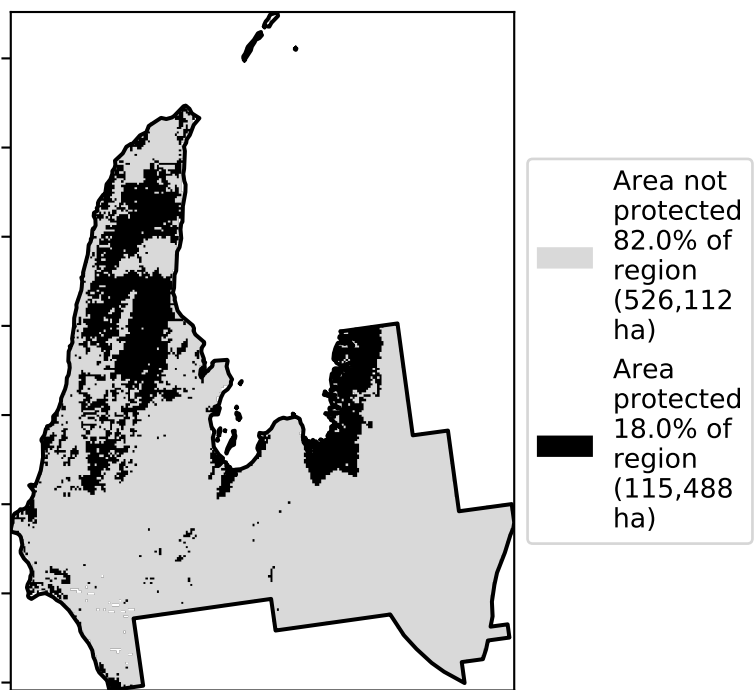 Area not
protected
82.0% of
region
(526,112
ha)
Area
protected
18.0% of
region
(115,488
ha)